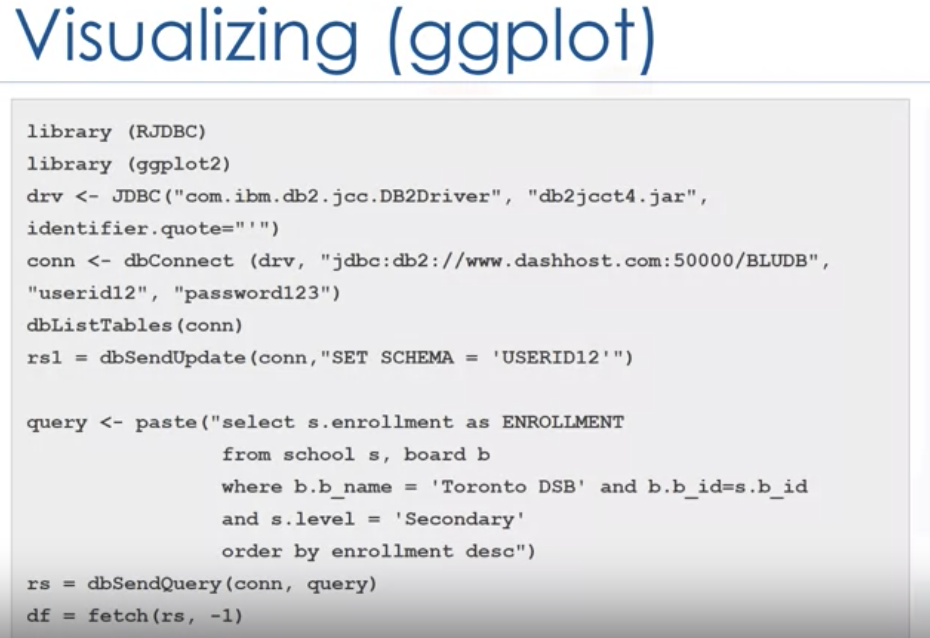 Visualizing (ggplot)
library (RJDBC)
library (ggplot2)
drv <- JDBC("com.ibm.db2.jcc.DB2Driver", "db2jcct4.jar",
identifier.quote="'")
conn <- dbConnect (drv, "jdbc:db2://www.dashhost.com:50000/BLUDB",
"userid12", "password123")
dbListTables(conn)
rs1 = dbSendUpdate(conn,"SET SCHEMA = 'USERID12'")
query <- paste("select s.enrollment as ENROLLMENT
from school s, board b
where b.b_name = 'Toronto DSB' and b.b_id=s.b_id
and s.level = 'Secondary'
order by enrollment desc")
rs = dbSendQuery(conn, query)
df = fetch(rs, -1)